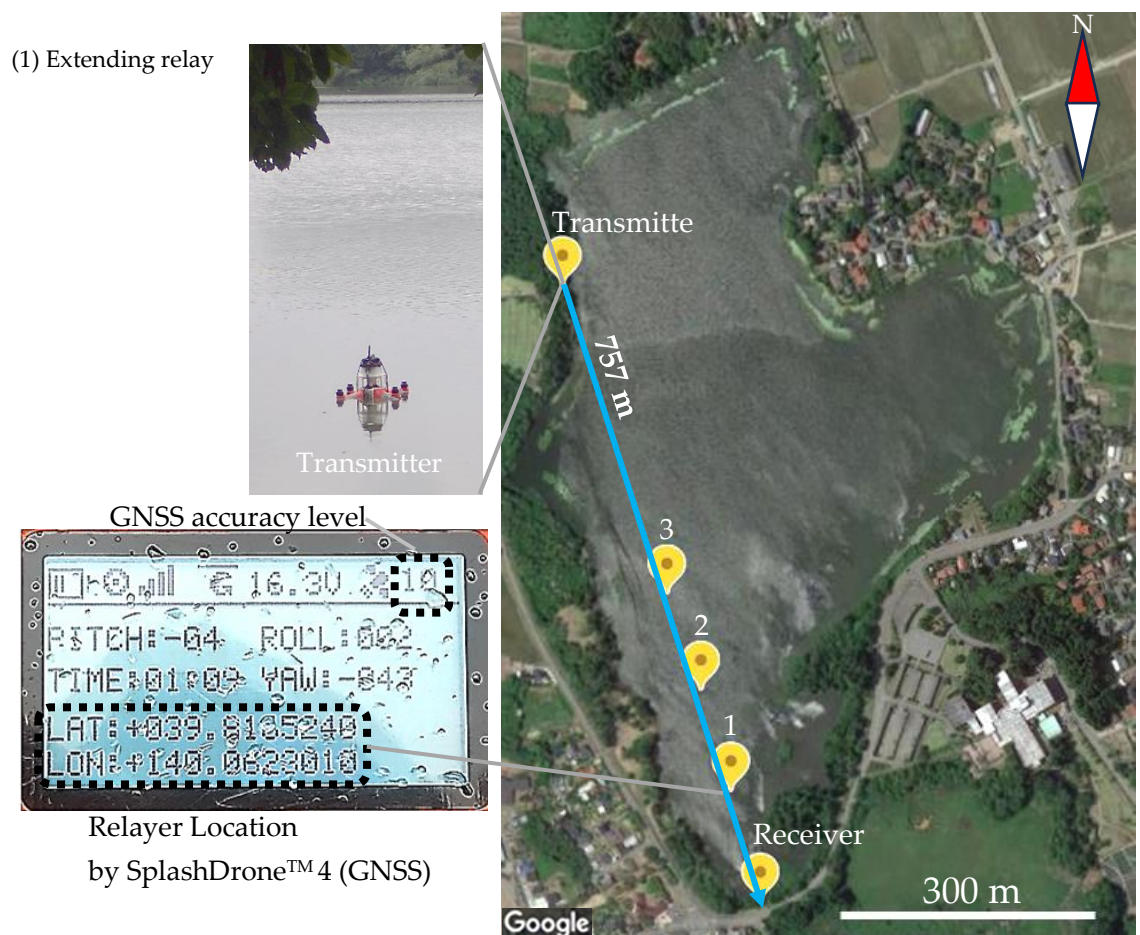 (1) Extending relay
N
Transmitte
757 m
Transmitter
GNSS accuracy level
16.3V 10
PITCH:-04 ROLL:002
TIME:01:09 YAW:-043
LAT:+039.8165240
LON:+140.0623010
3
2
1
Relayer Location
by SplashDrone™ 4 (GNSS)
Receiver
300 m
Google